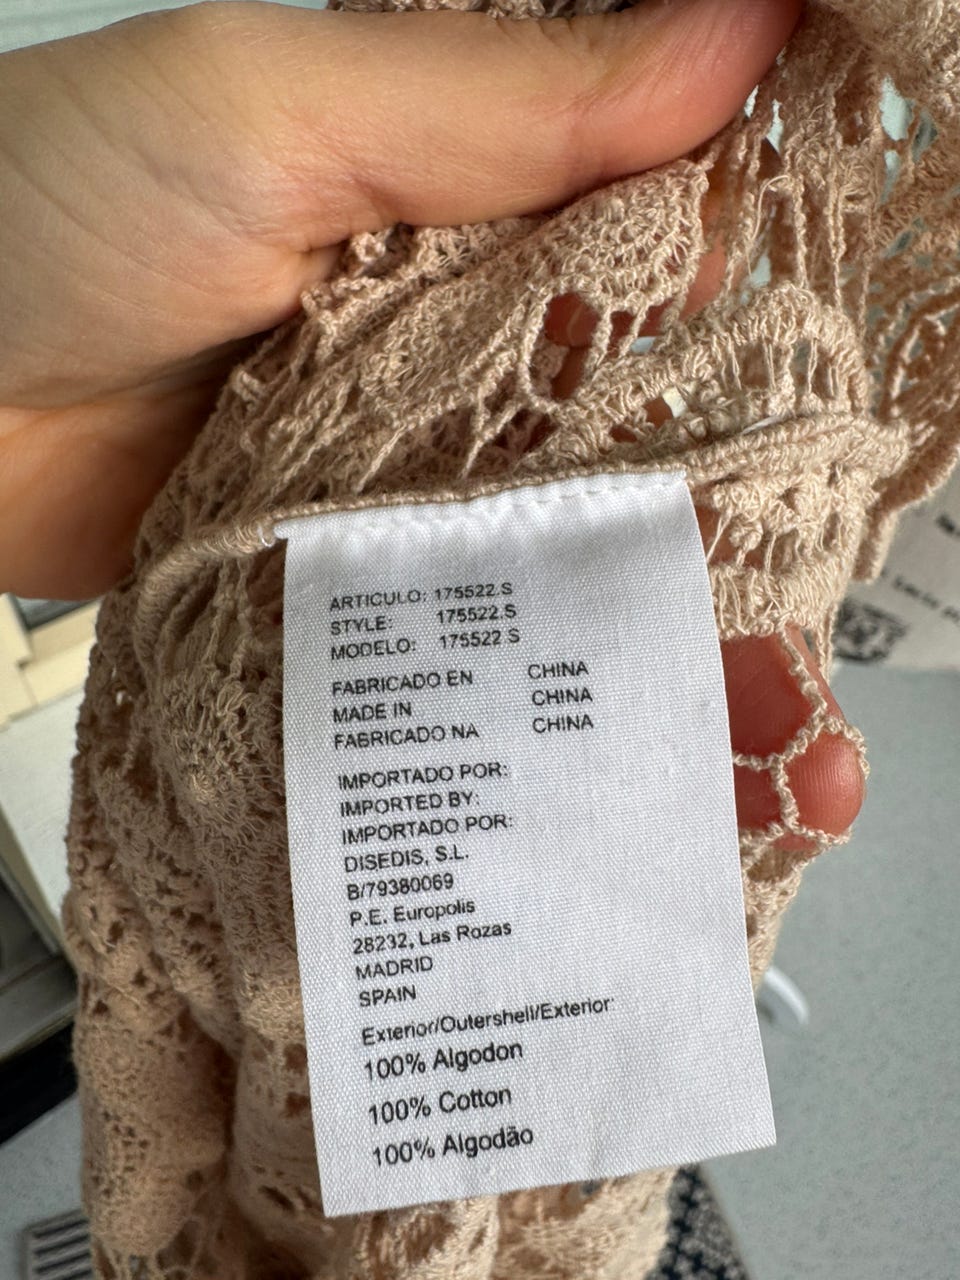 ARTICULO: 175522.S
STYLE: 175522.S
MODELO: 175522 S
FABRICADO EN CHINA
MADE IN CHINA
FABRICADO NA CHINA
IMPORTADO POR:
IMPORTED BY:
IMPORTADO POR:
DISEDIS, S.L.
B/79380069
P.E. Europolis
28232, Las Rozas
MADRID
SPAIN
Exterior/Outershell/Exterior:
100% Algodon
100% Cotton
100% Algodão